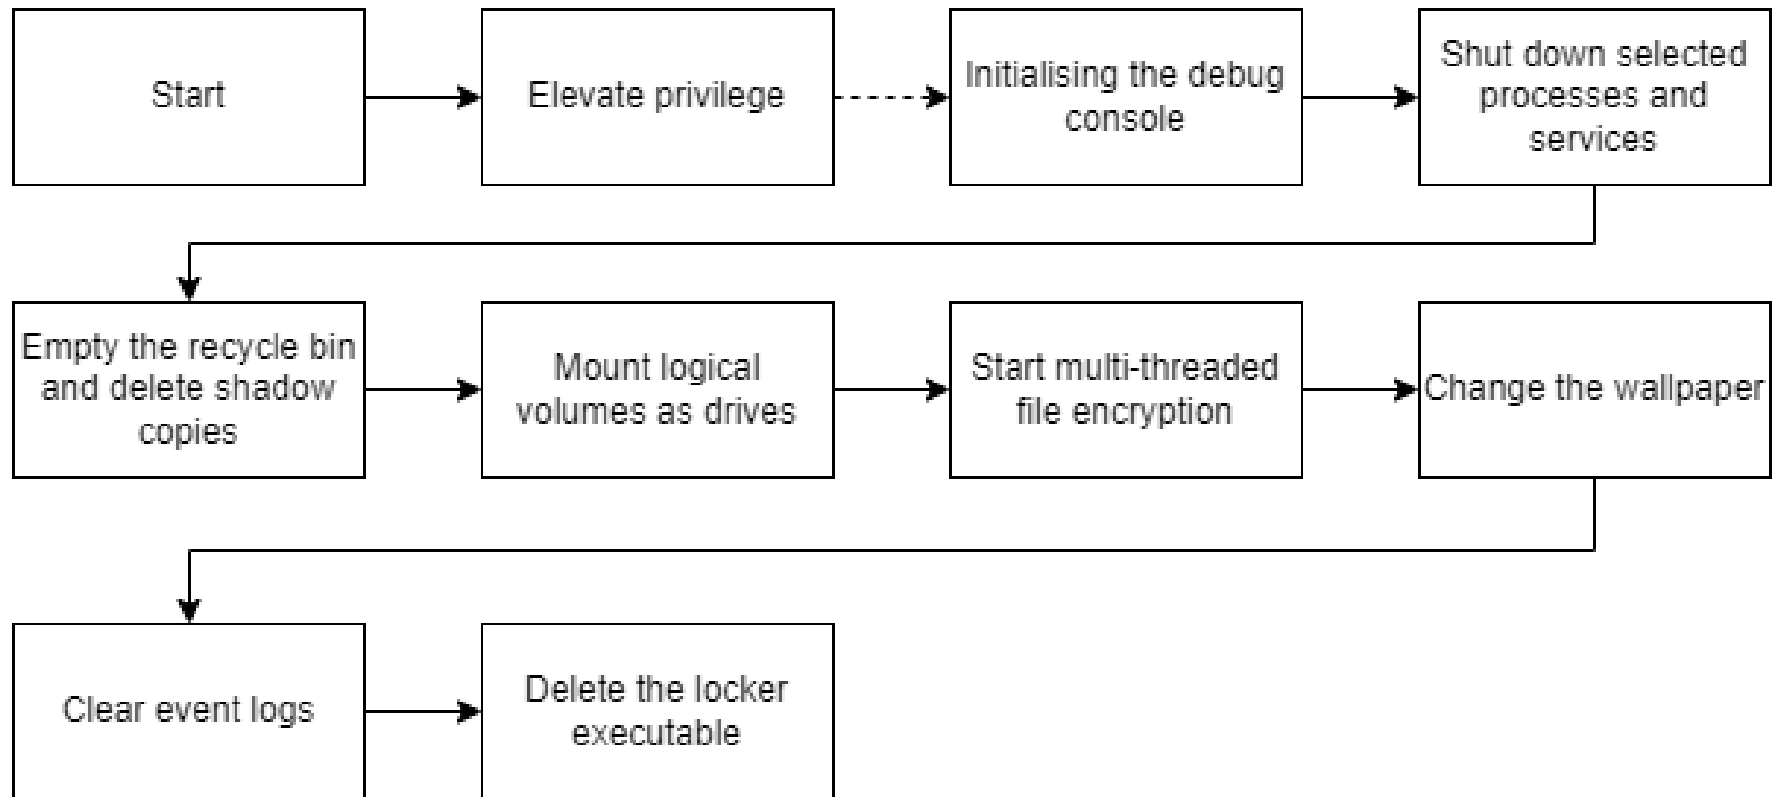 Start
Elevate privilege
Initialising the debug
console
Shut down selected
processes and
services
Empty the recycle bin
and delete shadow
copies
Mount logical
volumes as drives
Start multi-threaded
file encryption
Change the wallpaper
Clear event logs
Delete the locker
executable